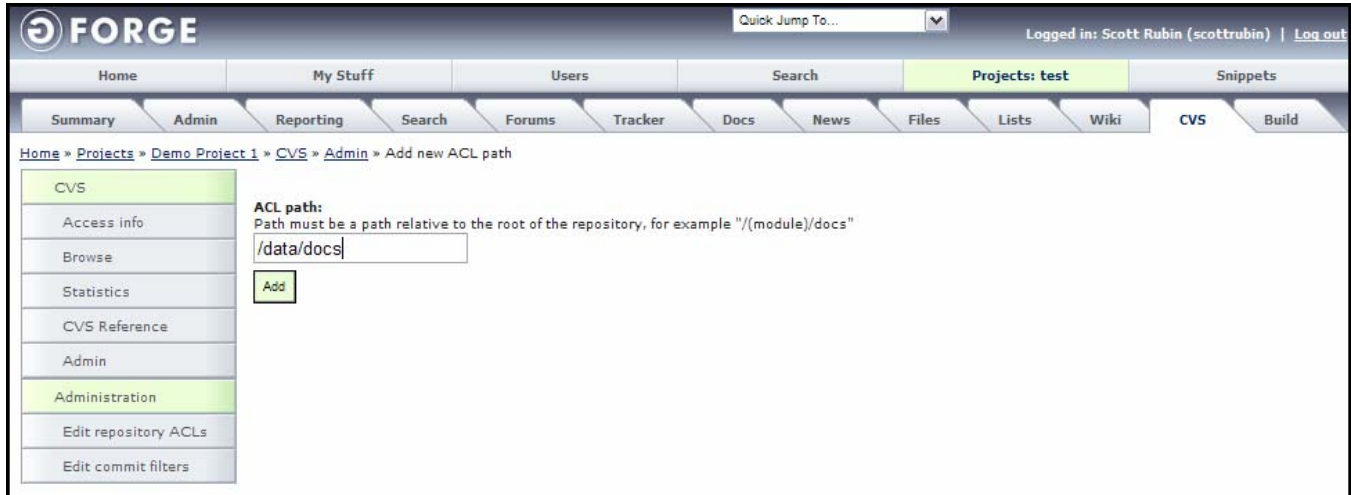 GFORGE
Quick Jump To...
Logged in: Scott Rubin (scottrubin) | Log out
Home My Stuff Users Search Projects: test Snippets
Summary Admin Reporting Search Forums Tracker Docs News Files Lists Wiki CVS Build
Home » Projects » Demo Project 1 » CVS » Admin » Add new ACL path
CVS
Access info
Browse
Statistics
CVS Reference
Admin
Administration
Edit repository ACLs
Edit commit filters
ACL path:
Path must be a path relative to the root of the repository, for example "/(module)/docs"
/data/docs
Add